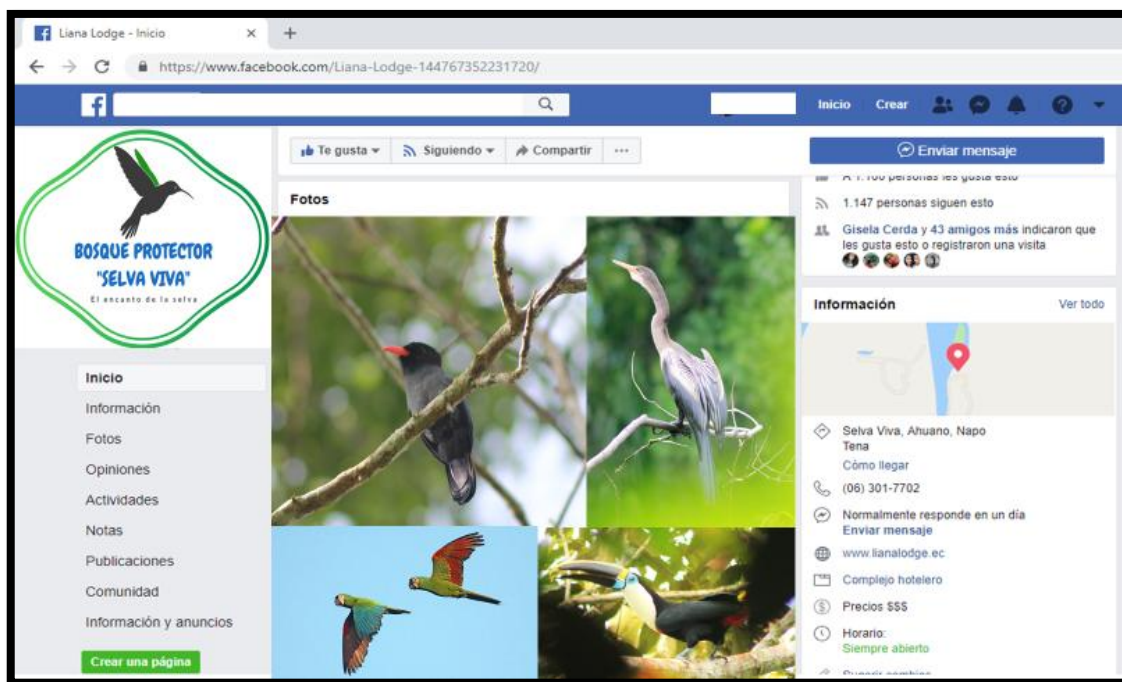 Liana Lodge - Inicio
https://www.facebook.com/Liana-Lodge-144767352231720/
Inicio Crear
BOSQUE PROTECTOR
"SELVA VIVA"
El encanto de la selva
Inicio
Información
Fotos
Opiniones
Actividades
Notas
Publicaciones
Comunidad
Información y anuncios
Crear una página
Te gusta Siguiendo Compartir ...
Fotos
Enviar mensaje
personas les gusta esto
1.147 personas siguen esto
Gisela Cerda y 43 amigos más indicaron que
les gusta esto o registraron una visita
Información Ver todo
Selva Viva, Ahuano, Napo
Tena
Cómo llegar
(06) 301-7702
Normalmente responde en un día
Enviar mensaje
www.lianalodge.ec
Complejo hotelero
Precios $$$
Horario:
Siempre abierto